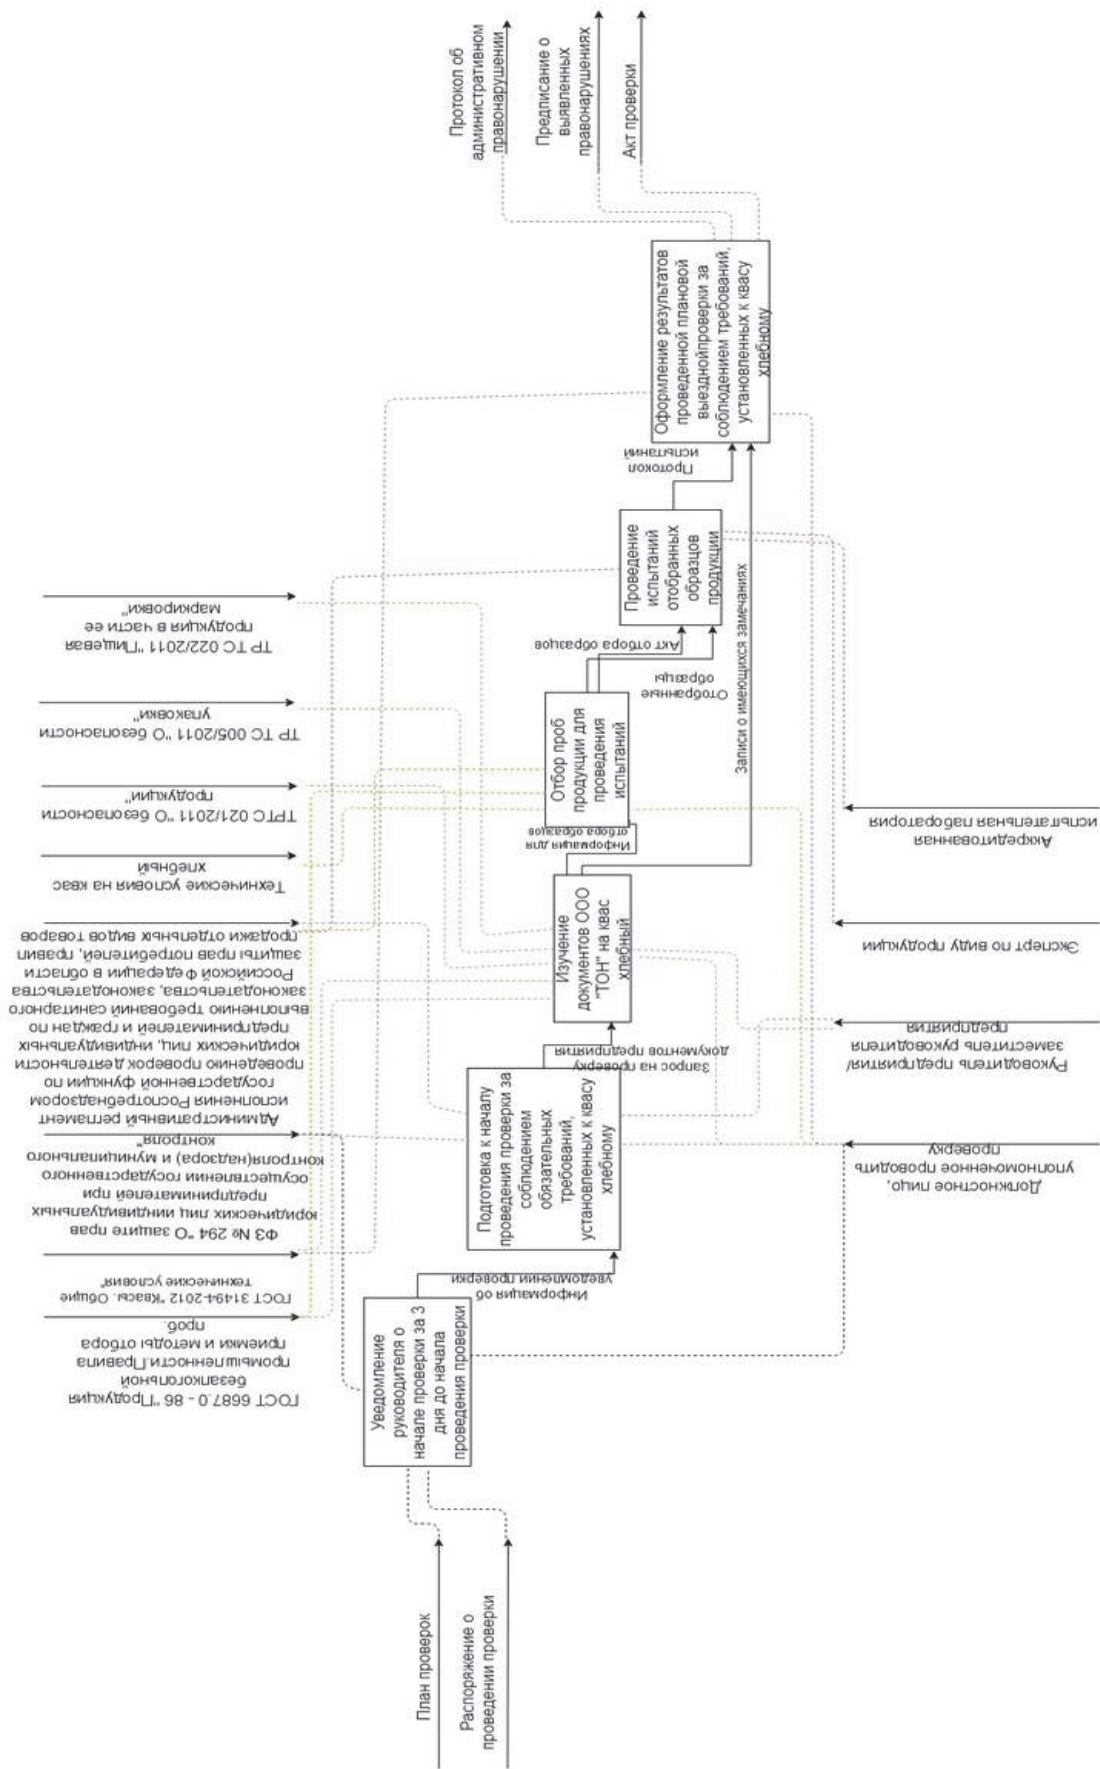 ГОСТ 6687.0 - 86 "Продукция
безалкогольной
промышленности.Правила
приемки и методы отбора
проб.
ГОСТ 31494-2012 "Квасы. Общие
технические условия"
ФЗ № 294 "О защите прав
юридических лиц ииндивидуальных
предпринимателей при
осуществлении государственного
контроля(надзора) и муниципального
контроля"
Административный регламент
исполнения Роспотребнадзором
государственной функции по
проведению проверок деятельности
юридических лиц, индивидуальных
предпринимателей и граждан по
выполнению требований санитарного
законодательства, законодательства
Российской Федерации в области
защиты прав потребителей, правил
продажи отдельных видов товаров
Технические условия на квас
хлебный
ТРТС 021/2011 "О безопасности
продукции"
ТР ТС 005/2011 "О безопасности
упаковки"
ТР ТС 022/2011 "Пищевая
продукция в части ее
маркировки"
План проверок
Распоряжение о
проведении проверки
Уведомление
руководителя о
начале проверки за 3
дня до начала
проведения проверки
Информация об
уведомлении проверки
Подготовка к началу
проведения проверки за
соблюдением
обязательных
требований,
установленных к квасу
хлебному
Запрос на проверку
документов предприятия
Изучение
документов ООО
"ТОН" на квас
хлебный
Информация для
отбора образцов
Отбор проб
продукции для
проведения
испытаний
Акт отбора образцов
Отобранные
образцы
Проведение
испытаний
отобранных
образцов
продукции
Протокол
испытаний
Записи о имеющихся замечаниях
Оформление результатов
проведенной плановой
выезднойпроверки за
соблюдением требований,
установленных к квасу
хлебному
Протокол об
административном
правонарушении
Предписание о
выявленных
правонарушениях
Акт проверки
Должностное лицо,
уполномоченное проводить
проверку
Руководитель предприятия/
заместитель руководителя
предприятия
Эксперт по виду продукции
Аккредитованная
испытательная лаборатория